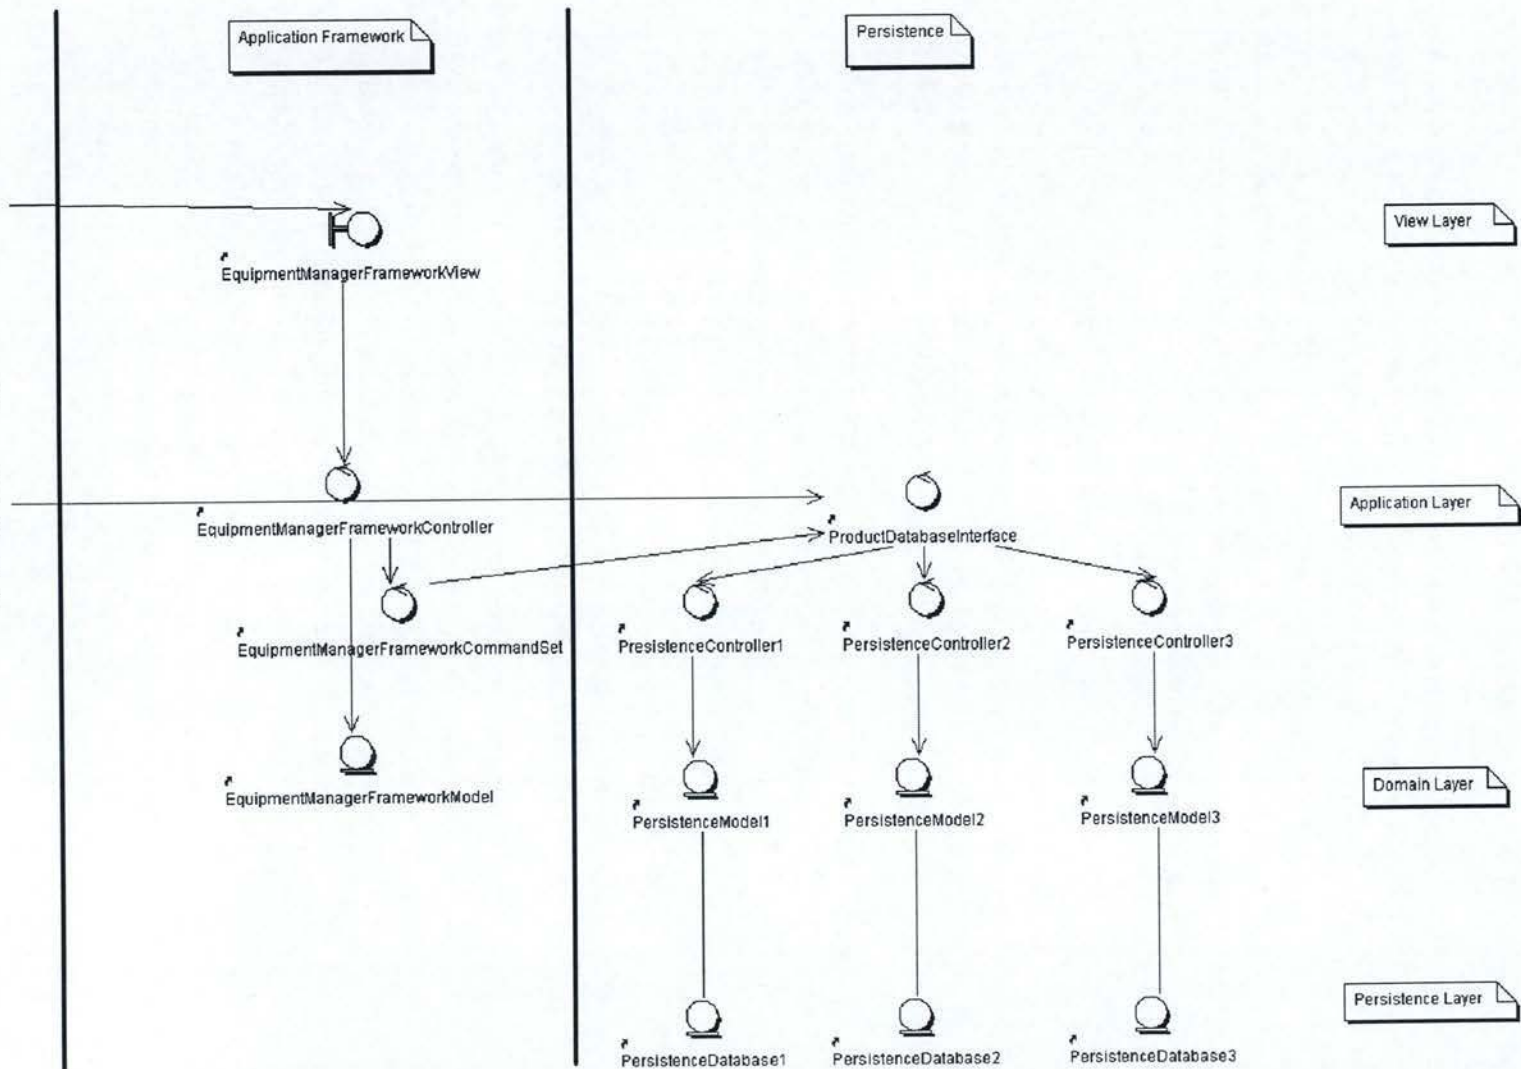 Application Framework
Persistence
View Layer
EquipmentManagerFrameworkView
Application Layer
EquipmentManagerFrameworkController
ProductDatabaseInterface
EquipmentManagerFrameworkCommandSet
PresistenceController1
PersistenceController2
PersistenceController3
Domain Layer
EquipmentManagerFrameworkModel
PersistenceModel1
PersistenceModel2
PersistenceModel3
Persistence Layer
PersistenceDatabase1
PersistenceDatabase2
PersistenceDatabase3